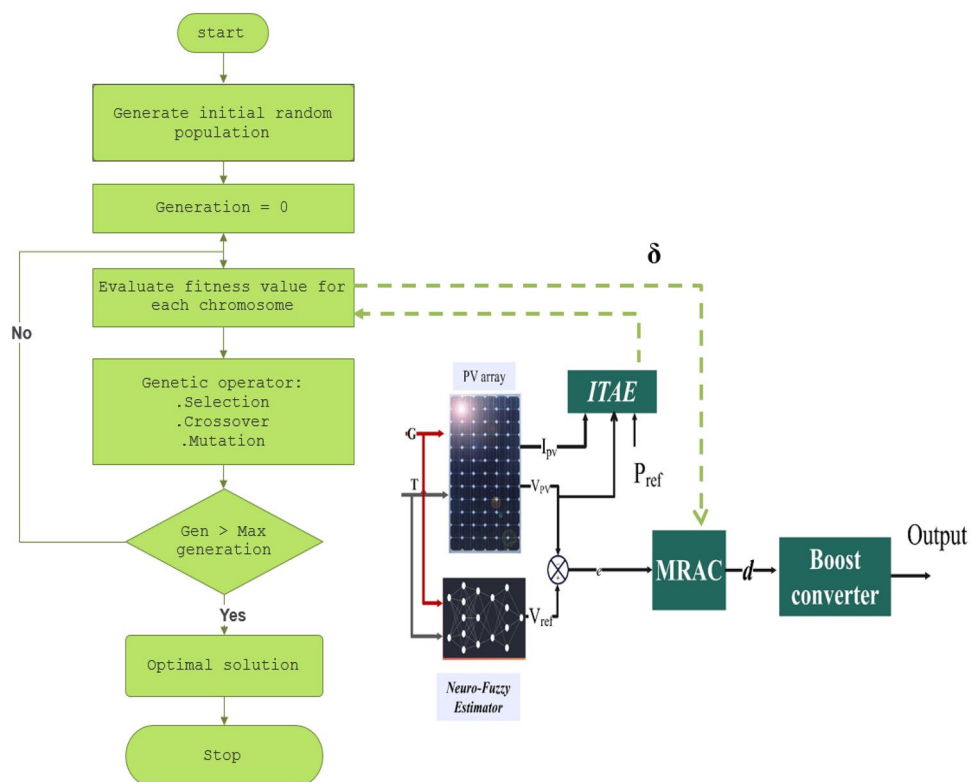 start
Generate initial random
population
Generation = 0
Evaluate fitness value for
each chromosome
No
Genetic operator:
.Selection
.Crossover
.Mutation
Gen > Max
generation
Yes
Optimal solution
Stop
δ
PV array
ITAE
G
I_pv
T
V_PV
P_ref
e
MRAC
d
Boost
converter
Output
V_ref
Neuro-Fuzzy
Estimator